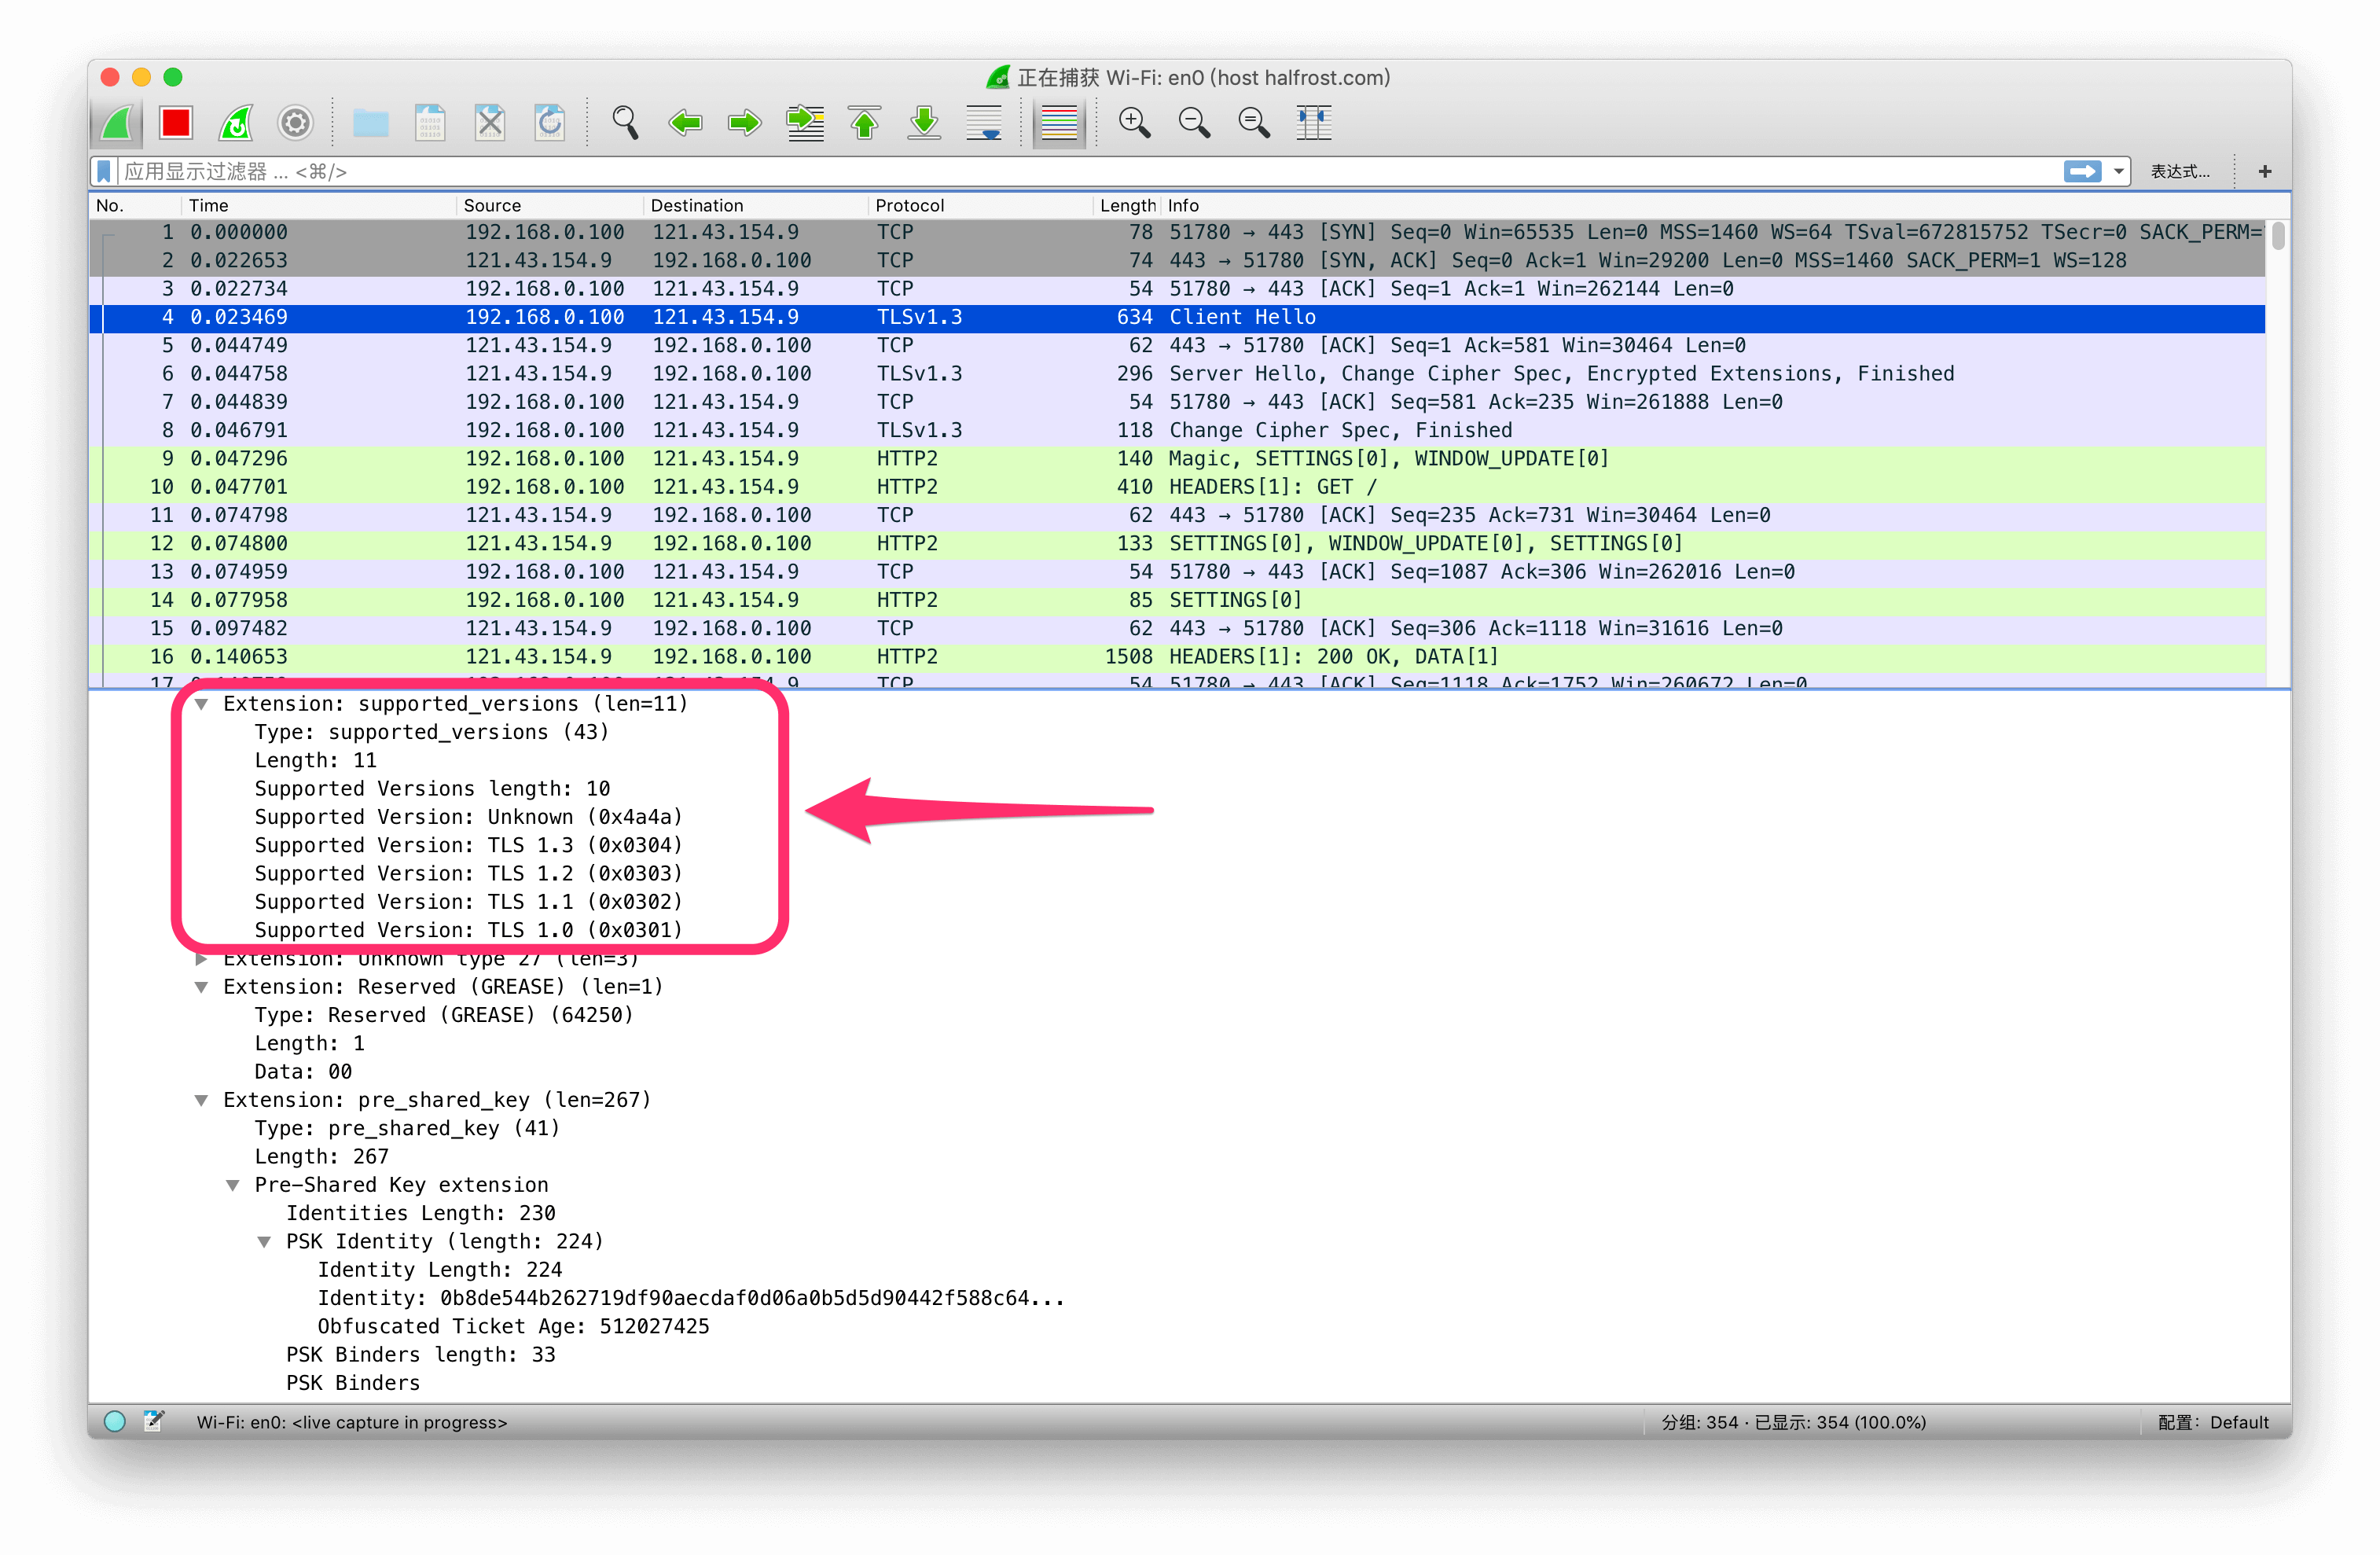 正在捕获 Wi-Fi: en0 (host halfrost.com)
应用显示过滤器 ... <⌘/>
表达式... +
No. Time Source Destination Protocol Length Info
1 0.000000 192.168.0.100 121.43.154.9 TCP 78 51780 → 443 [SYN] Seq=0 Win=65535 Len=0 MSS=1460 WS=64 TSval=672815752 TSecr=0 SACK_PERM=
2 0.022653 121.43.154.9 192.168.0.100 TCP 74 443 → 51780 [SYN, ACK] Seq=0 Ack=1 Win=29200 Len=0 MSS=1460 SACK_PERM=1 WS=128
3 0.022734 192.168.0.100 121.43.154.9 TCP 54 51780 → 443 [ACK] Seq=1 Ack=1 Win=262144 Len=0
4 0.023469 192.168.0.100 121.43.154.9 TLSv1.3 634 Client Hello
5 0.044749 121.43.154.9 192.168.0.100 TCP 62 443 → 51780 [ACK] Seq=1 Ack=581 Win=30464 Len=0
6 0.044758 121.43.154.9 192.168.0.100 TLSv1.3 296 Server Hello, Change Cipher Spec, Encrypted Extensions, Finished
7 0.044839 192.168.0.100 121.43.154.9 TCP 54 51780 → 443 [ACK] Seq=581 Ack=235 Win=261888 Len=0
8 0.046791 192.168.0.100 121.43.154.9 TLSv1.3 118 Change Cipher Spec, Finished
9 0.047296 192.168.0.100 121.43.154.9 HTTP2 140 Magic, SETTINGS[0], WINDOW_UPDATE[0]
10 0.047701 192.168.0.100 121.43.154.9 HTTP2 410 HEADERS[1]: GET /
11 0.074798 121.43.154.9 192.168.0.100 TCP 62 443 → 51780 [ACK] Seq=235 Ack=731 Win=30464 Len=0
12 0.074800 121.43.154.9 192.168.0.100 HTTP2 133 SETTINGS[0], WINDOW_UPDATE[0], SETTINGS[0]
13 0.074959 192.168.0.100 121.43.154.9 TCP 54 51780 → 443 [ACK] Seq=1087 Ack=306 Win=262016 Len=0
14 0.077958 192.168.0.100 121.43.154.9 HTTP2 85 SETTINGS[0]
15 0.097482 121.43.154.9 192.168.0.100 TCP 62 443 → 51780 [ACK] Seq=306 Ack=1118 Win=31616 Len=0
16 0.140653 121.43.154.9 192.168.0.100 HTTP2 1508 HEADERS[1]: 200 OK, DATA[1]
17 192.168.0.100 121.43.154.9 TCP 54 51780 → 443 [ACK] Seq=1118 Ack=1752 Win=260672 Len=0
Extension: supported_versions (len=11)
Type: supported_versions (43)
Length: 11
Supported Versions length: 10
Supported Version: Unknown (0x4a4a)
Supported Version: TLS 1.3 (0x0304)
Supported Version: TLS 1.2 (0x0303)
Supported Version: TLS 1.1 (0x0302)
Supported Version: TLS 1.0 (0x0301)
Extension: Unknown type 27 (len=3)
Extension: Reserved (GREASE) (len=1)
Type: Reserved (GREASE) (64250)
Length: 1
Data: 00
Extension: pre_shared_key (len=267)
Type: pre_shared_key (41)
Length: 267
Pre-Shared Key extension
Identities Length: 230
PSK Identity (length: 224)
Identity Length: 224
Identity: 0b8de544b262719df90aecdaf0d06a0b5d5d90442f588c64...
Obfuscated Ticket Age: 512027425
PSK Binders length: 33
PSK Binders
Wi-Fi: en0: <live capture in progress>
分组: 354 · 已显示: 354 (100.0%)
配置: Default